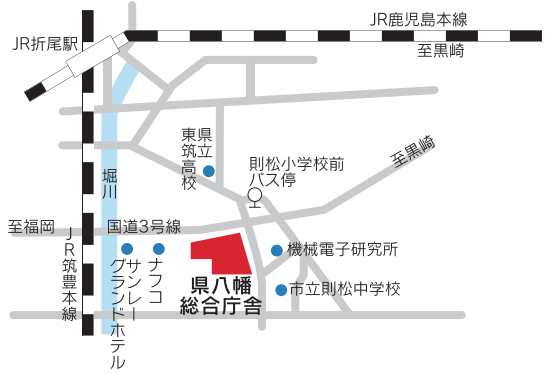 JR鹿児島本線
JR折尾駅
至黒崎
東
筑
高
校
県
立
則松小学校前
バス停
至黒崎
堀川
至福岡
国道3号線
JR筑豊本線
サンレー
グランドホテル
ナフコ
機械電子研究所
県八幡
総合庁舎
市立則松中学校